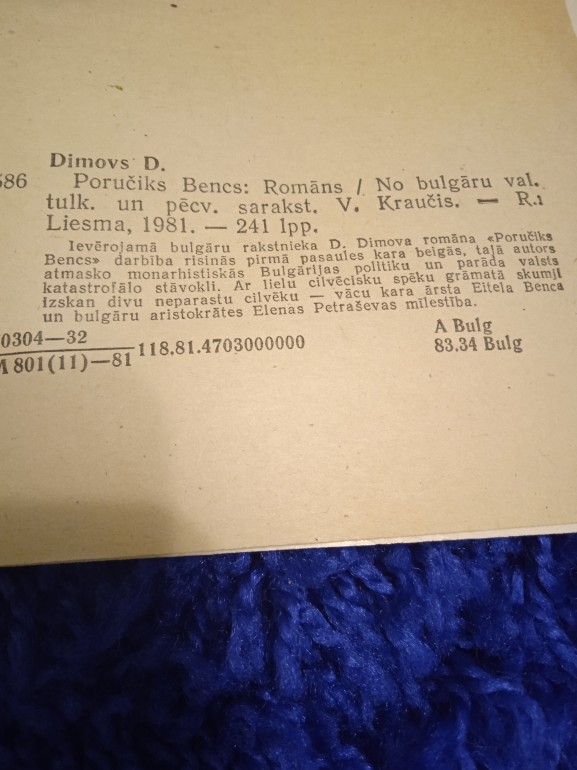 Dimovs D.
586 Poručiks Bencs: Romāns / No bulgāru val.
tulk. un pēcv. sarakst. V. Kraučis. — R.:
Liesma, 1981. — 241 lpp.
Ievērojamā bulgāru rakstnieka D. Dimova romāna «Poručiks
Bencs» darbība risinās pirmā pasaules kara beigās, tajā autors
atmasko monarhistiskās Bulgārijas politiku un parāda valsts
katastrofālo stāvokli. Ar lielu cilvēcisku spēku grāmatā skumji
izskan divu neparastu cilvēku — vācu kara ārsta Eitela Benca
un bulgāru aristokrātes Elenas Petraševas mīlestība.
70304—32
M 801(11)—81 118.81.4703000000
A Bulg
83.34 Bulg